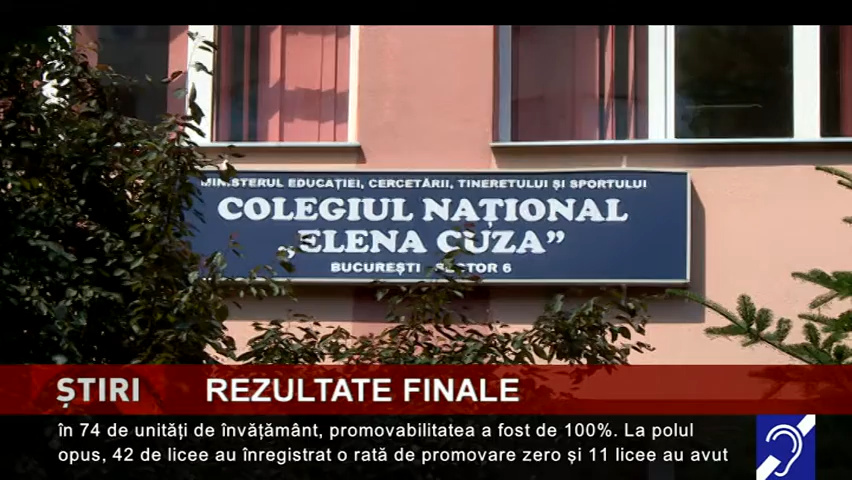 MINISTERUL EDUCAȚIEI, CERCETĂRII, TINERETULUI ȘI SPORTULUI
COLEGIUL NAȚIONAL
„ELENA CUZA”
BUCUREȘTI - SECTOR 6
ȘTIRI REZULTATE FINALE
în 74 de unități de învățământ, promovabilitatea a fost de 100%. La polul
opus, 42 de licee au înregistrat o rată de promovare zero și 11 licee au avut